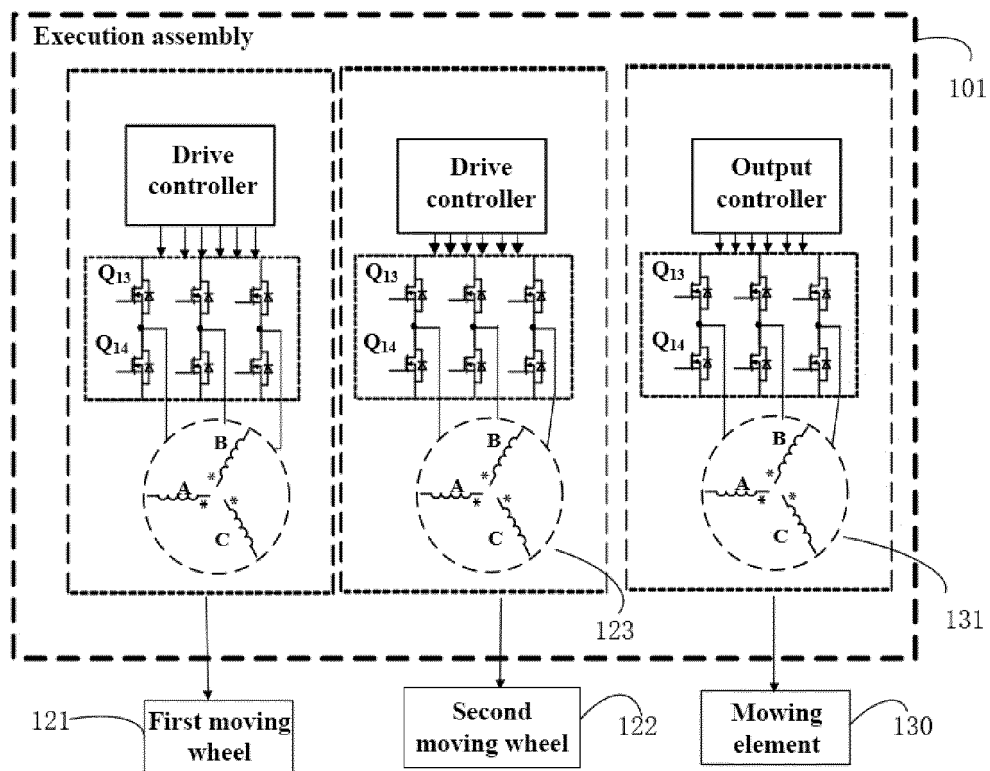 Execution assembly
101
Drive
controller
Drive
controller
Output
controller
Q13
Q14
Q13
Q14
Q13
Q14
A
B
C
* * *
A
B
C
* * *
A
B
C
* * *
123
131
121
First moving
wheel
Second
moving wheel
122
Mowing
element
130